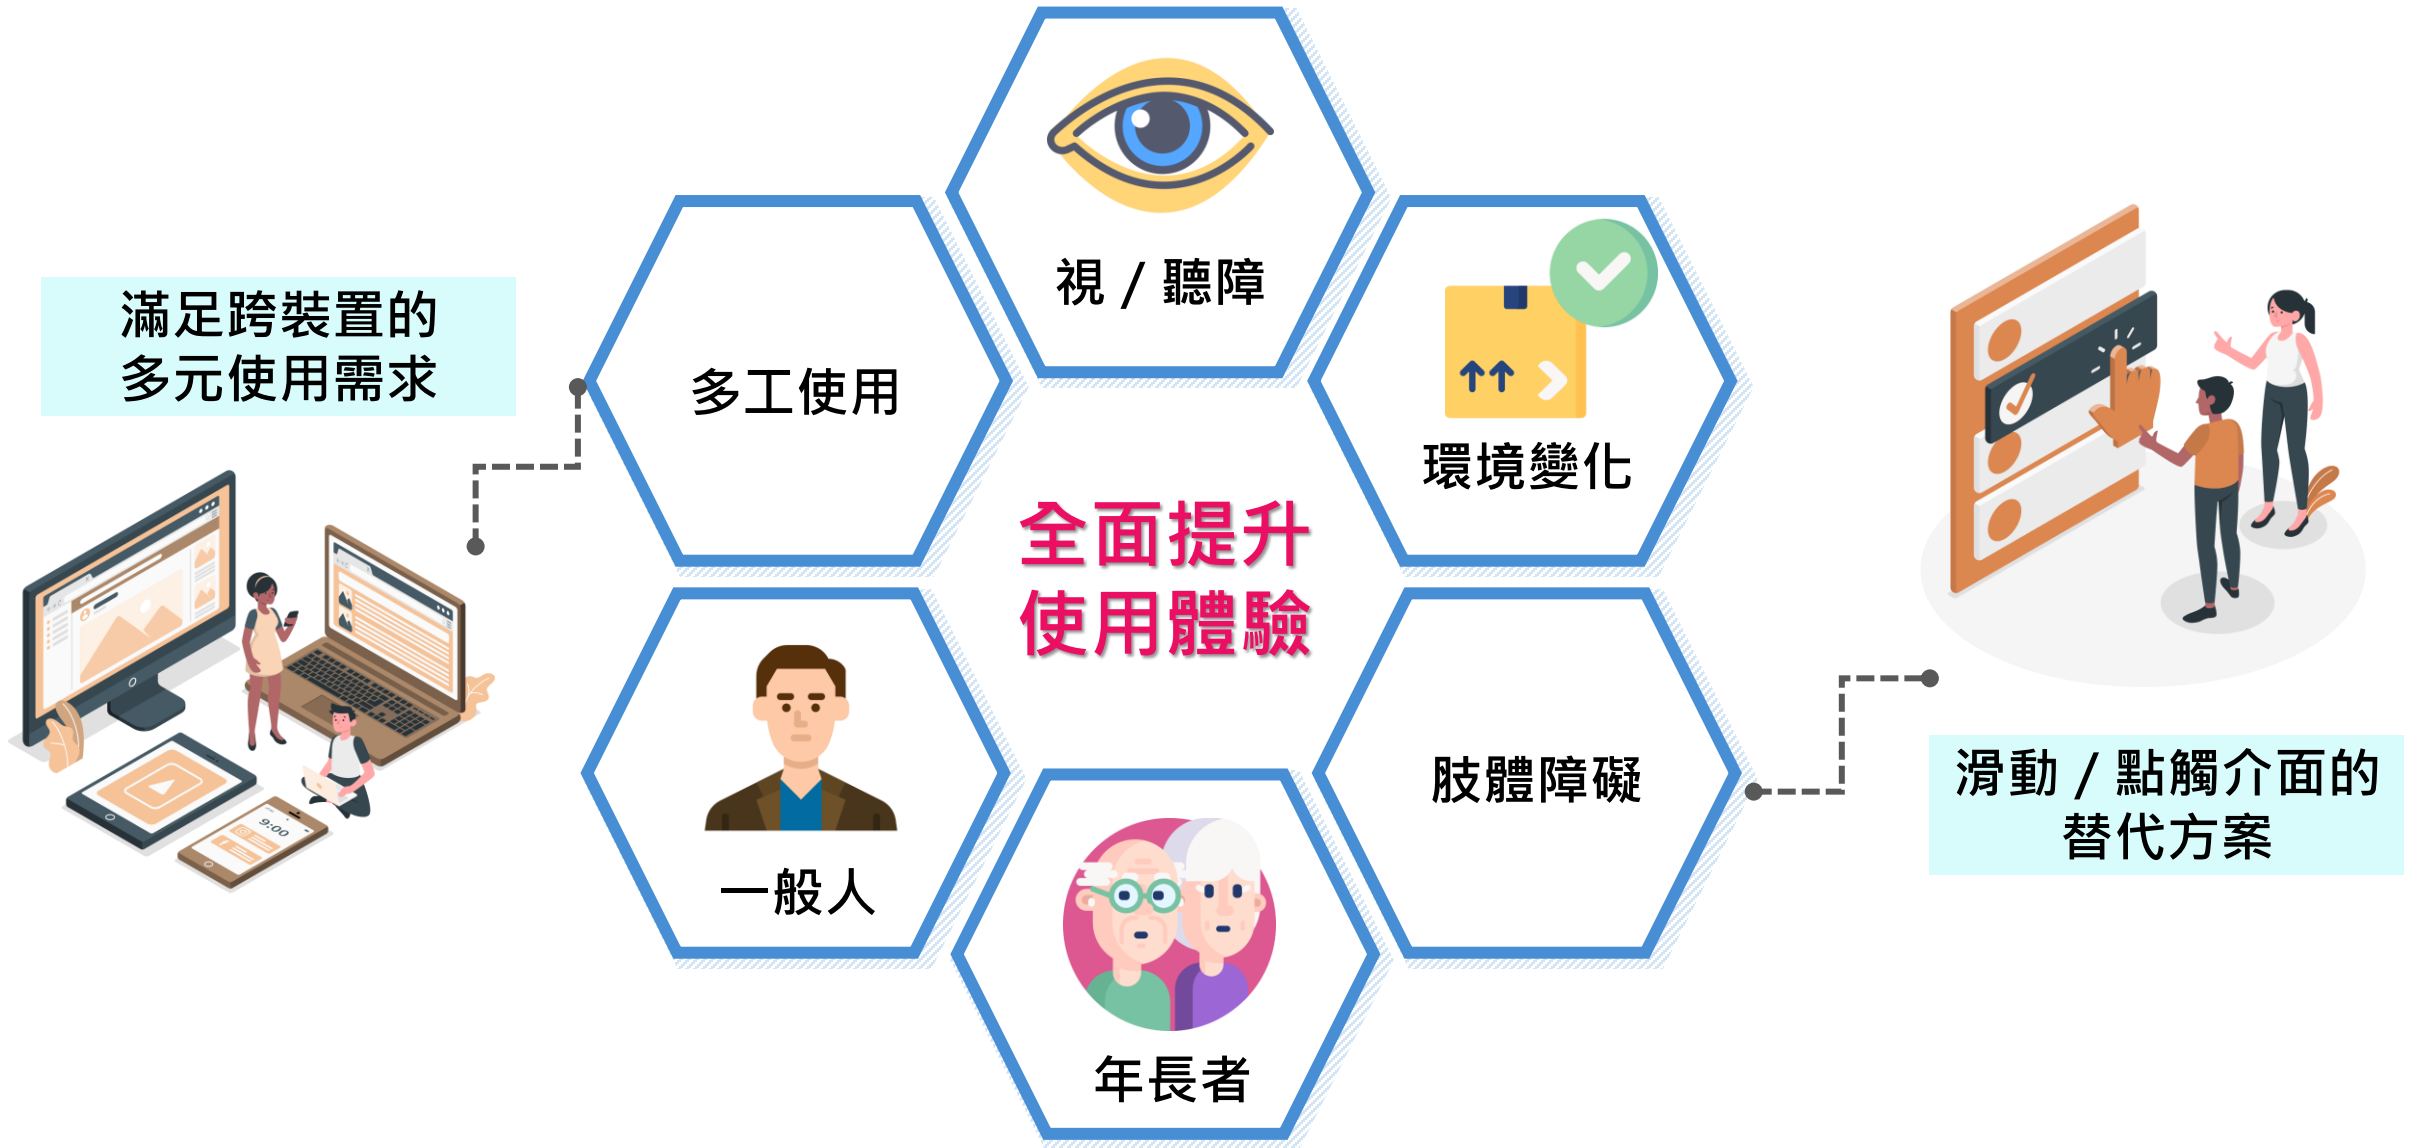 視 / 聽障
滿足跨裝置的
多元使用需求
多工使用
環境變化
全面提升
使用體驗
一般人
肢體障礙
滑動 / 點觸介面的
替代方案
年長者
9:00